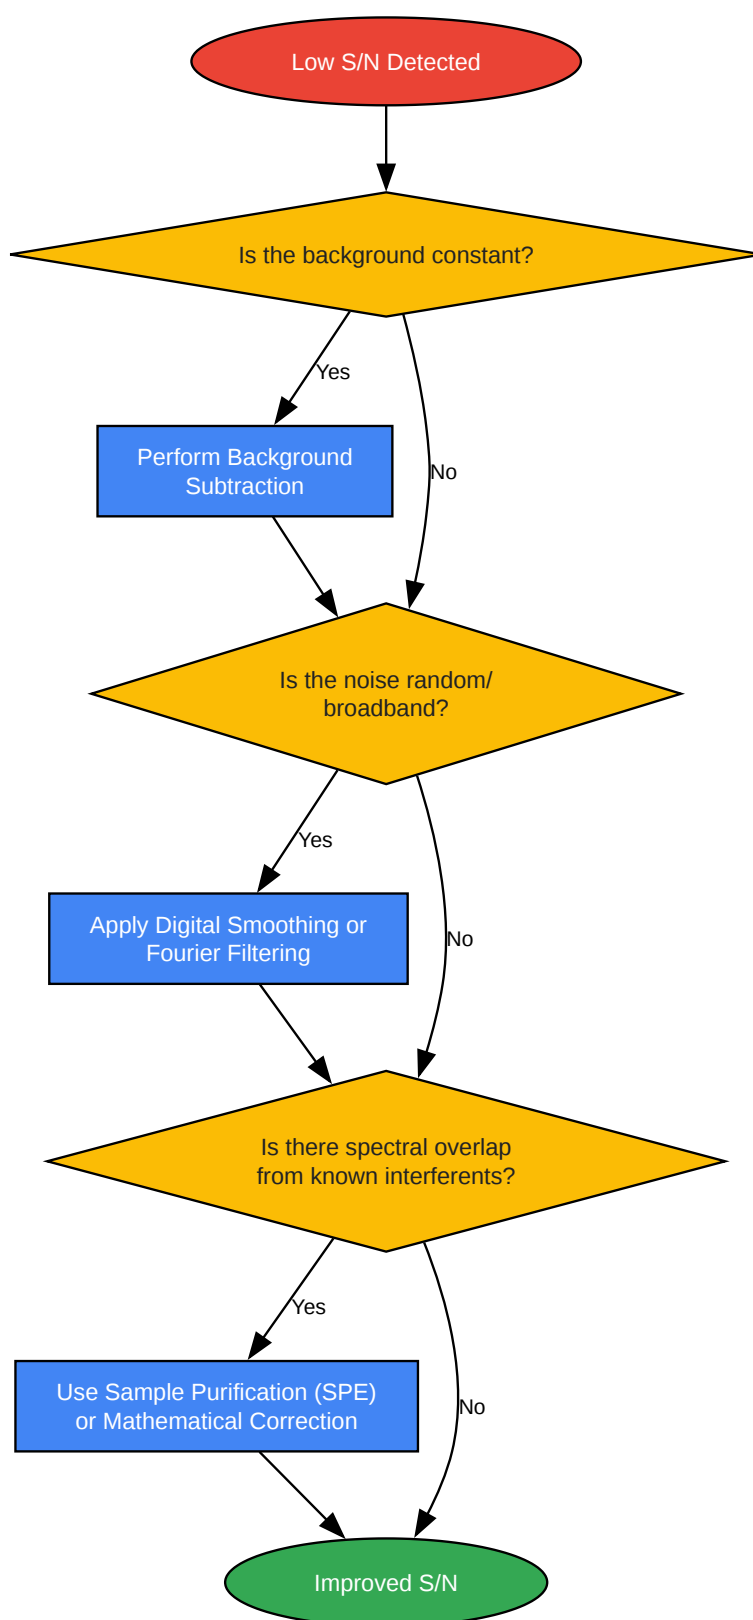 Low S/N Detected
Is the background constant?
Yes
Perform Background
Subtraction
No
Is the noise random/
broadband?
Yes
Apply Digital Smoothing or
Fourier Filtering
No
Is there spectral overlap
from known interferents?
Yes
Use Sample Purification (SPE)
or Mathematical Correction
No
Improved S/N